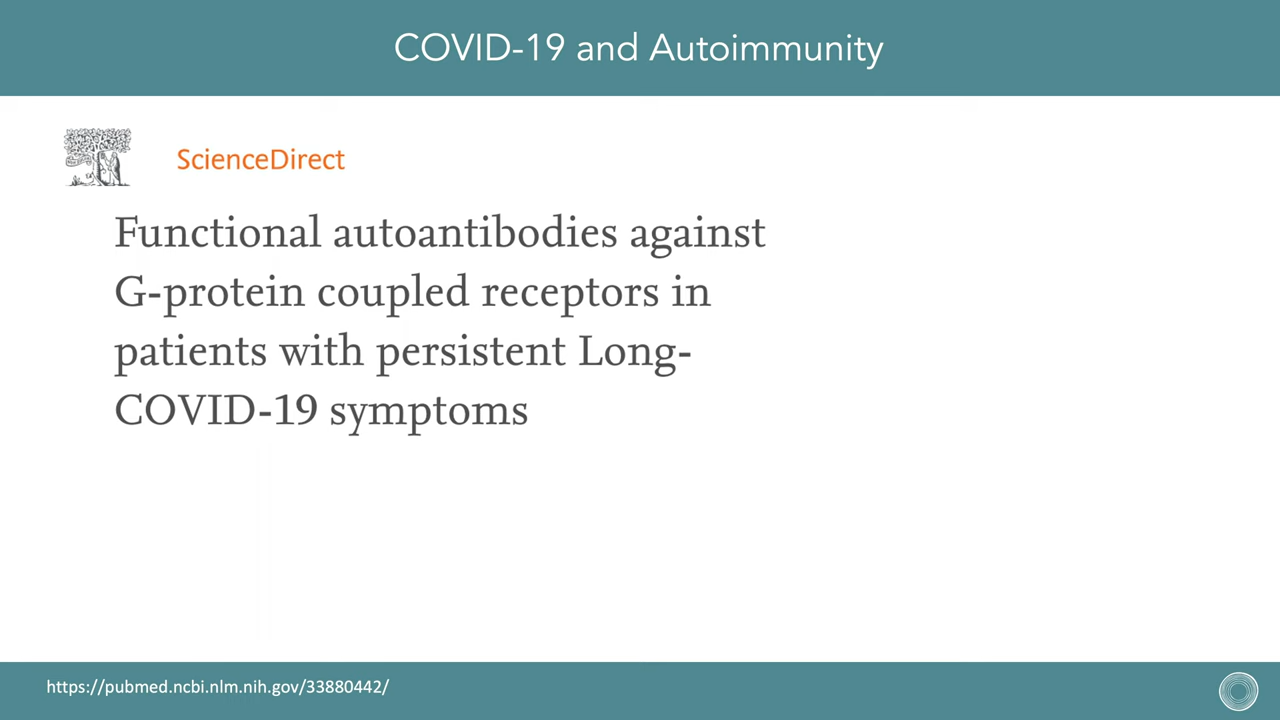 COVID-19 and Autoimmunity
ScienceDirect
Functional autoantibodies against
G-protein coupled receptors in
patients with persistent Long-
COVID-19 symptoms
https://pubmed.ncbi.nlm.nih.gov/33880442/